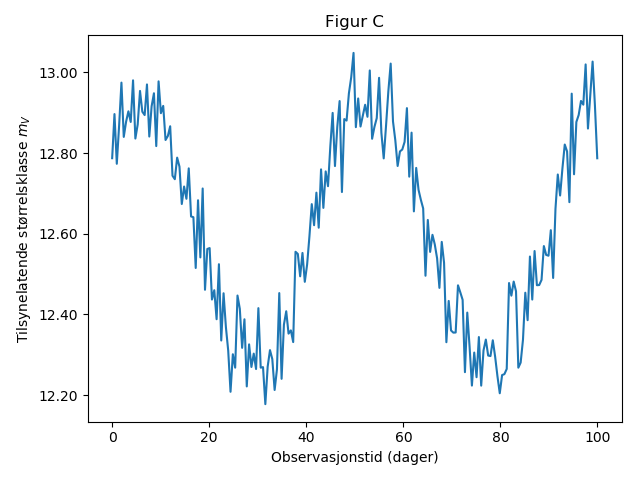 Figur C
Tilsynelatende størrelsklasse m_V
13.00
12.80
12.60
12.40
12.20
0 20 40 60 80 100
Observasjonstid (dager)